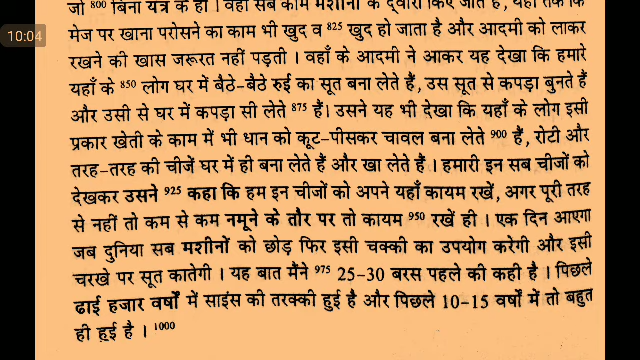 जो ⁸⁰⁰ बिना यंत्र के हो । वहाँ सब काम मशीनों के द्वारा किए जाते हैं, यहाँ तक कि
मेज पर खाना परोसने का काम भी खुद व ⁸²⁵ खुद हो जाता है और आदमी को लाकर
10:04
रखने की खास जरूरत नहीं पड़ती । वहाँ के आदमी ने आकर यह देखा कि हमारे
यहाँ के ⁸⁵⁰ लोग घर में बैठे-बैठे रुई का सूत बना लेते हैं, उस सूत से कपड़ा बुनते हैं
और उसी से घर में कपड़ा सी लेते ⁸⁷⁵ हैं। उसने यह भी देखा कि यहाँ के लोग इसी
प्रकार खेती के काम में भी धान को कूट-पीसकर चावल बना लेते ⁹⁰⁰ हैं, रोटी और
तरह-तरह की चीजें घर में ही बना लेते हैं और खा लेते हैं । हमारी इन सब चीजों को
देखकर उसने ⁹²⁵ कहा कि हम इन चीजों को अपने यहाँ कायम रखें, अगर पूरी तरह
से नहीं तो कम से कम नमूने के तौर पर तो कायम ⁹⁵⁰ रखें ही । एक दिन आएगा
जब दुनिया सब मशीनों को छोड़ फिर इसी चक्की का उपयोग करेगी और इसी
चरखे पर सूत कातेगी । यह बात मैंने ⁹⁷⁵ 25-30 बरस पहले की कही है । पिछले
ढाई हजार वर्षों में साइंस की तरक्की हुई है और पिछले 10-15 वर्षों में तो बहुत
ही हुई है । ¹⁰⁰⁰